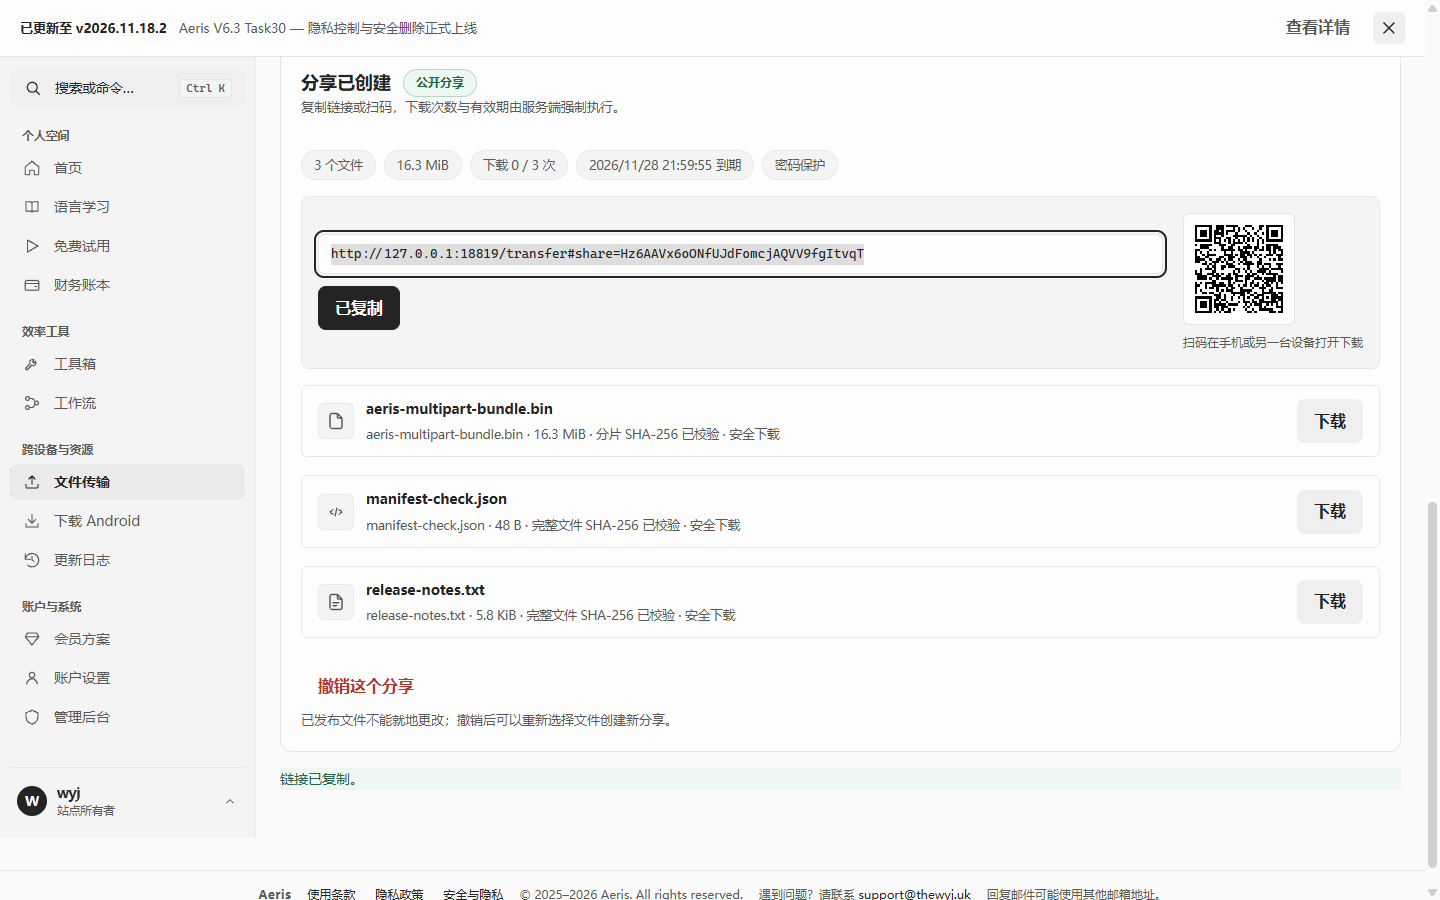 已更新至 v2026.11.18.2 Aeris V6.3 Task30 — 隐私控制与安全删除正式上线
查看详情
搜索或命令... Ctrl K
个人空间
首页
语言学习
免费试用
财务账本
效率工具
工具箱
工作流
跨设备与资源
文件传输
下载 Android
更新日志
账户与系统
会员方案
账户设置
管理后台
W
wyj
站点所有者
分享已创建 公开分享
复制链接或扫码，下载次数与有效期由服务端强制执行。
3 个文件 16.3 MiB 下载 0 / 3 次 2026/11/28 21:59:55 到期 密码保护
http://127.0.0.1:18819/transfer#share=Hz6AAVx6oONfUJdFomcjAQVV9fgItvqT
已复制
扫码在手机或另一台设备打开下载
aeris-multipart-bundle.bin
aeris-multipart-bundle.bin · 16.3 MiB · 分片 SHA-256 已校验 · 安全下载
下载
manifest-check.json
manifest-check.json · 48 B · 完整文件 SHA-256 已校验 · 安全下载
下载
release-notes.txt
release-notes.txt · 5.8 KiB · 完整文件 SHA-256 已校验 · 安全下载
下载
撤销这个分享
已发布文件不能就地更改；撤销后可以重新选择文件创建新分享。
链接已复制。
Aeris 使用条款 隐私政策 安全与隐私 © 2025–2026 Aeris. All rights reserved. 遇到问题？请联系 support@thewyj.uk 回复邮件可能使用其他邮箱地址。